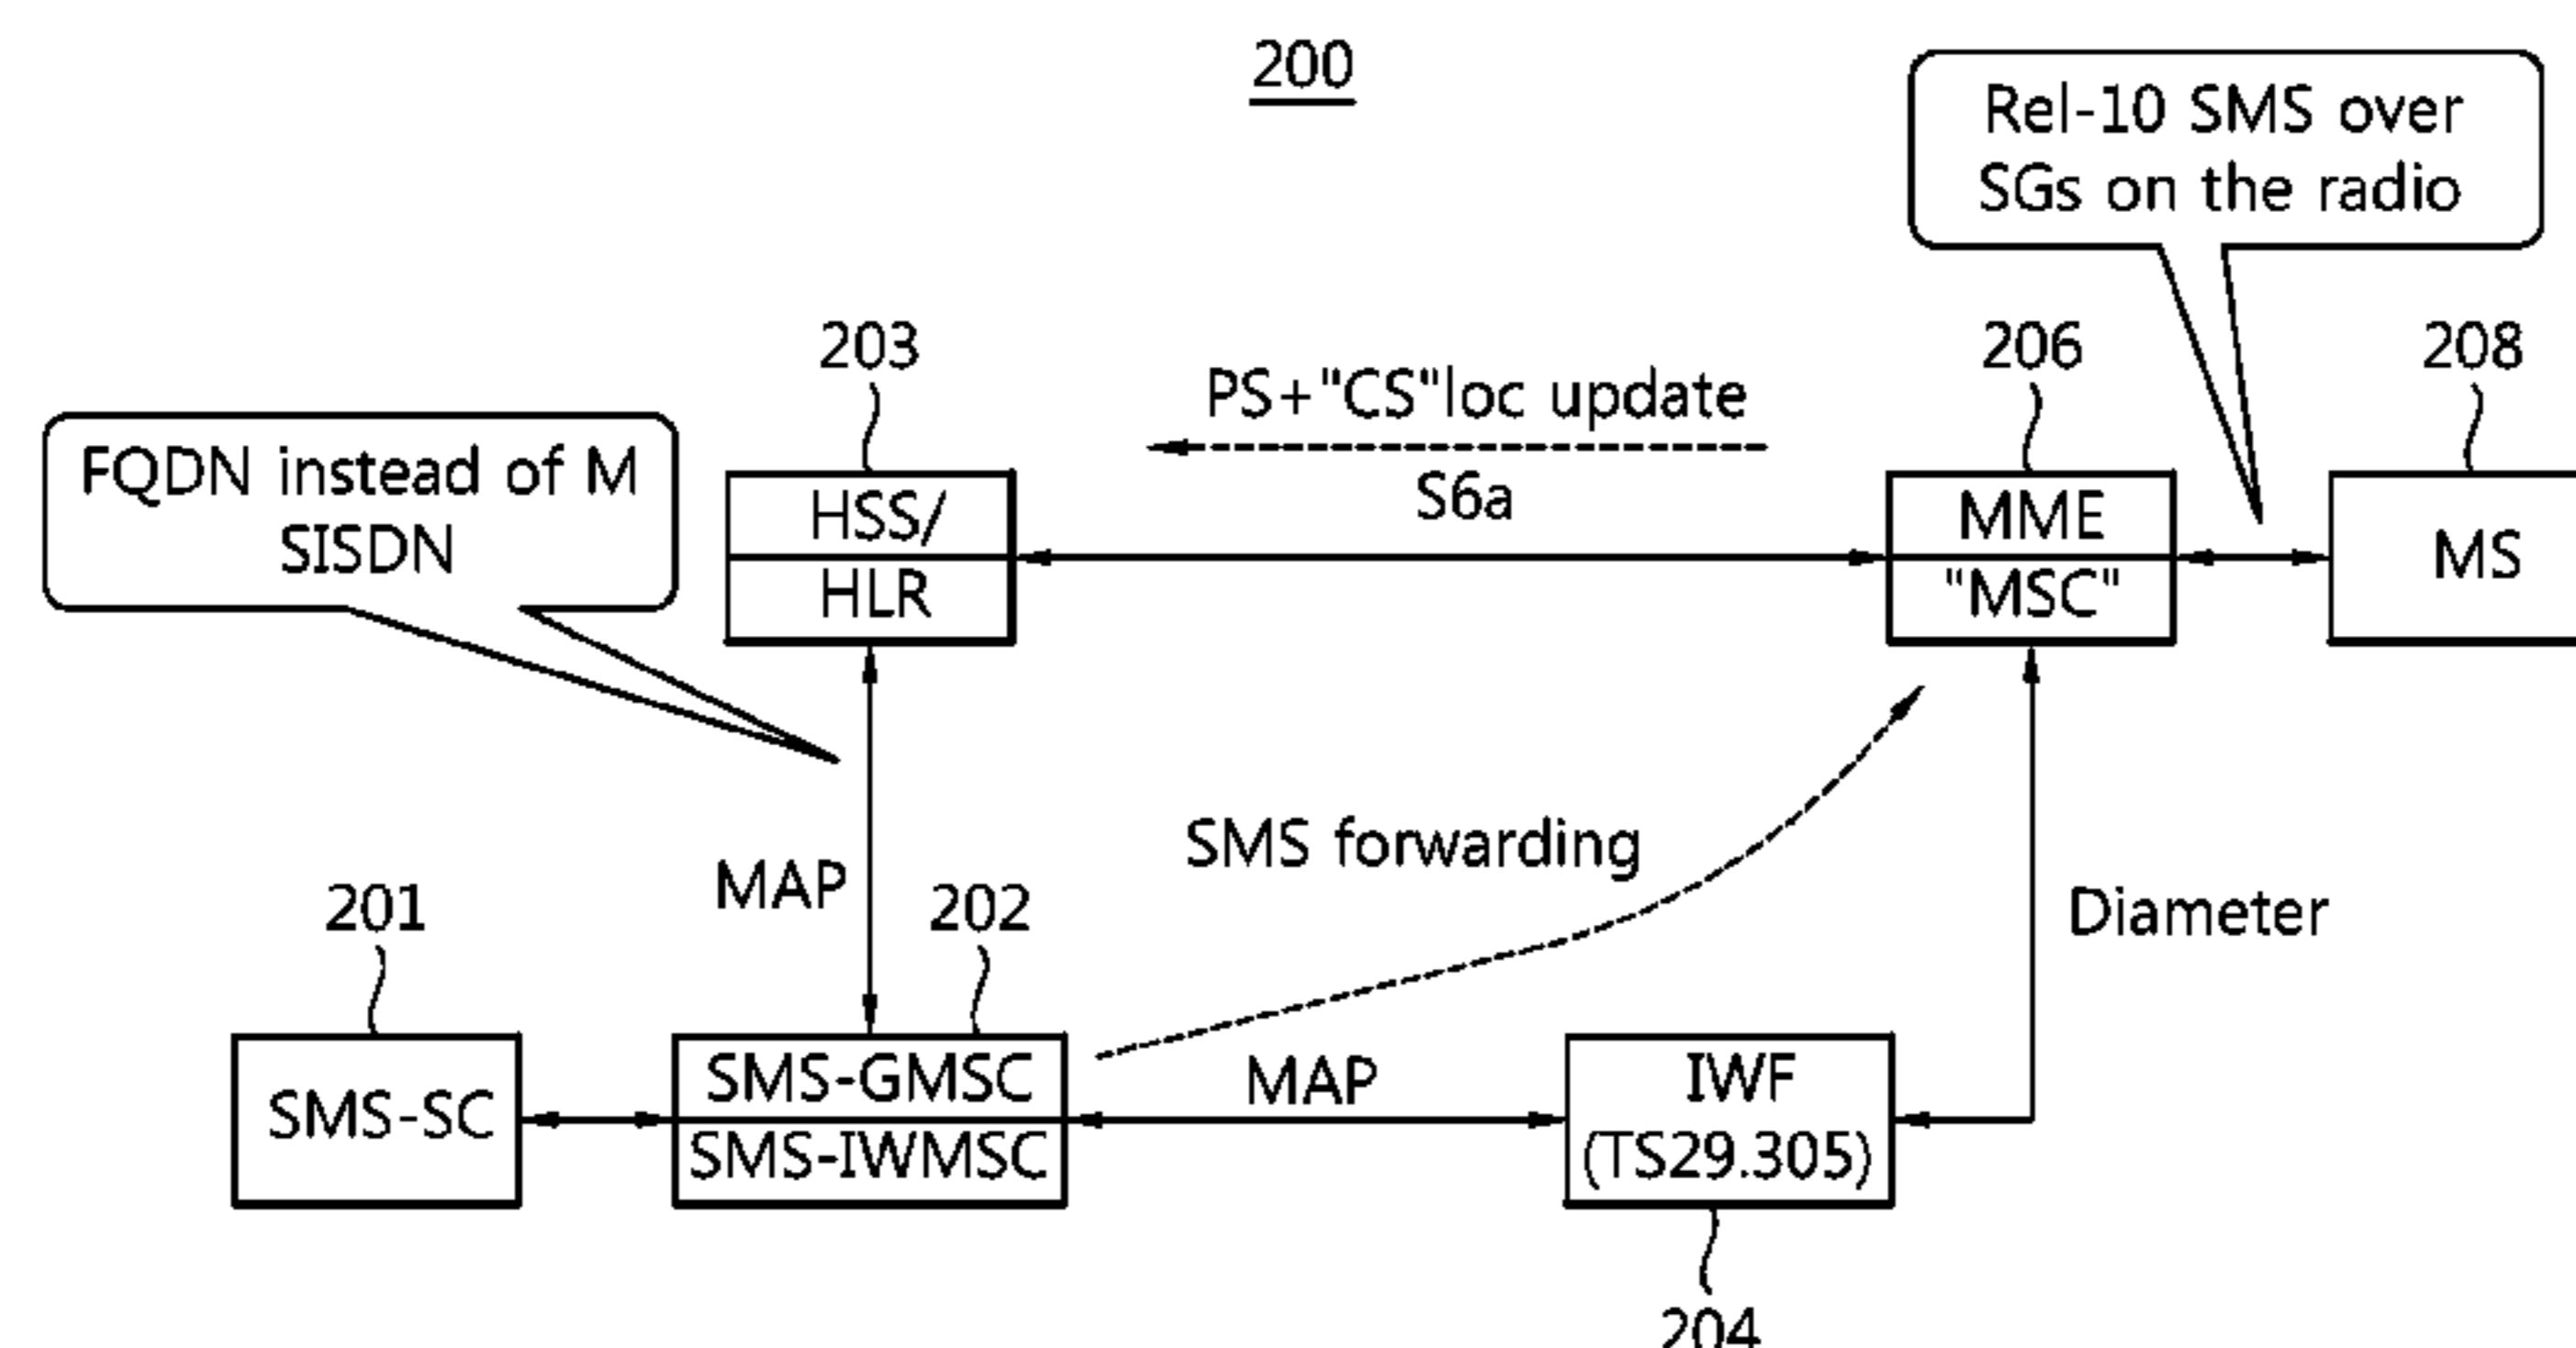 200
Rel-10 SMS over
SGs on the radio
203
206
208
PS+"CS"loc update
FQDN instead of M
SISDN
S6a
HSS/
HLR
MME
"MSC"
MS
SMS forwarding
MAP
201
202
Diameter
SMS-SC
SMS-GMSC
SMS-IWMSC
MAP
IWF
(TS29.305)
204